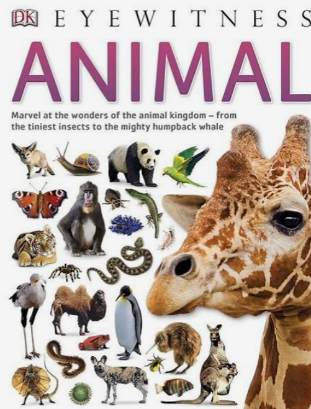 DK EYEWITNESS
ANIMAL
Marvel at the wonders of the animal kingdom – from
the tiniest insects to the mighty humpback whale